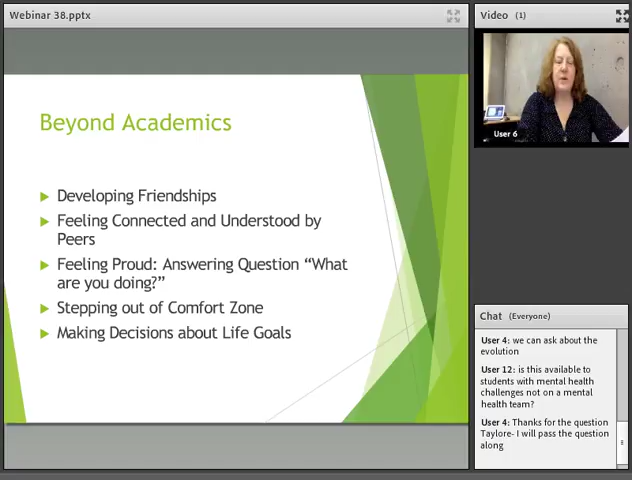 Webinar 38.pptx
Beyond Academics
Developing Friendships
Feeling Connected and Understood by
Peers
Feeling Proud: Answering Question “What
are you doing?”
Stepping out of Comfort Zone
Making Decisions about Life Goals
Video (1)
User 6
Chat (Everyone)
User 4: we can ask about the
evolution
User 12: is this available to
students with mental health
challenges not on a mental
health team?
User 4: Thanks for the question
Taylore- I will pass the question
along